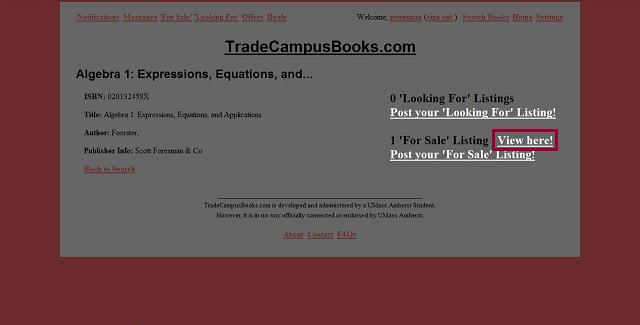 Notifications Messages 'For Sale' 'Looking For' Offers Deals
Welcome, penniman (sign out ) Search Books Home Settings
TradeCampusBooks.com
Algebra 1: Expressions, Equations, and...
ISBN: 020132458X
Title: Algebra 1: Expressions, Equations, and Applications
Author: Foerster,
Publisher Info: Scott Foresman & Co
Back to Search
0 'Looking For' Listings
Post your 'Looking For' Listing!
1 'For Sale' Listing View here!
Post your 'For Sale' Listing!
TradeCampusBooks.com is developed and administered by a UMass Amherst Student.
However, it is in no way officially connected or endorsed by UMass Amherst.
About Contact FAQs